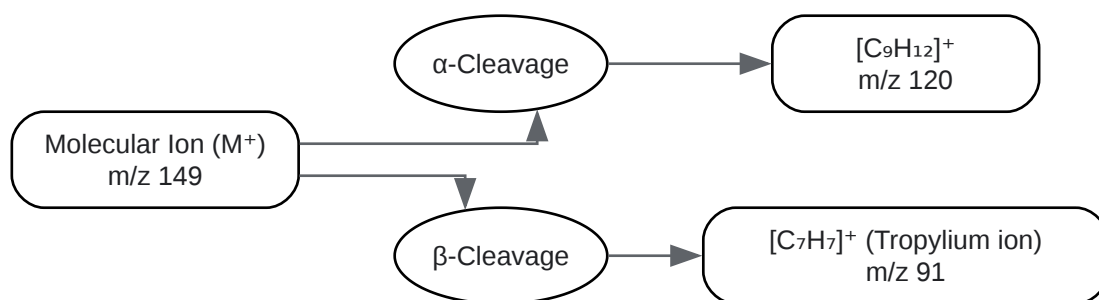 α-Cleavage
[C₉H₁₂]⁺
m/z 120
Molecular Ion (M⁺)
m/z 149
β-Cleavage
[C₇H₇]⁺ (Tropylium ion)
m/z 91